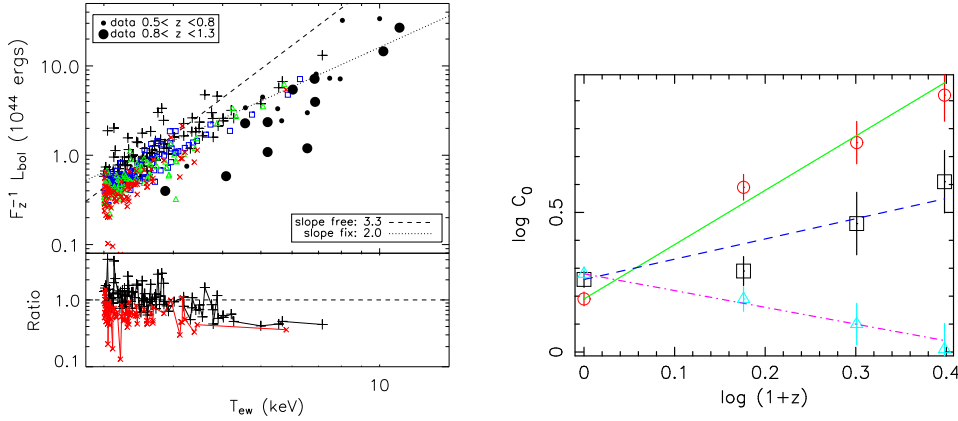 data 0.5< z <0.8
data 0.8< z <1.3
10.0
1.0
0.1
F_z^-1 L_bol (10^44 ergs)
slope free: 3.3
slope fix: 2.0
1.0
0.1
Ratio
10
T_ew (keV)
0.5
0
log C_0
0 0.1 0.2 0.3 0.4
log (1+z)